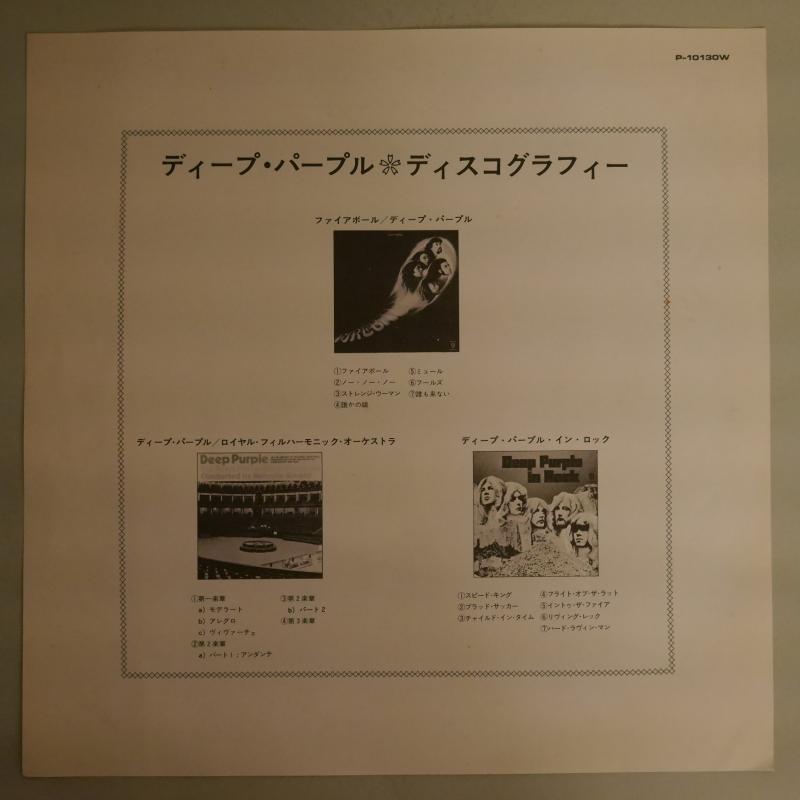 P-10130W
ディープ・パープル❀ディスコグラフィー
ファイアボール／ディープ・パープル
①ファイアボール
②ノー・ノー・ノー
③ストレンジ・ウーマン
④誰かの娘
⑤ミュール
⑥フールズ
⑦誰も来ない
ディープ・パープル／ロイヤル・フィルハーモニック・オーケストラ
Deep Purple
①第一楽章
a）モデラート
b）アレグロ
c）ヴィヴァーチェ
②第2楽章
a）パート1：アンダンテ
③第2楽章
b）パート2
④第3楽章
ディープ・パープル・イン・ロック
Deep Purple
in Rock
①スピード・キング
②ブラッド・サッカー
③チャイルド・イン・タイム
④フライト・オブ・ザ・ラット
⑤イントゥ・ザ・ファイア
⑥リヴィング・レック
⑦ハード・ラヴィン・マン